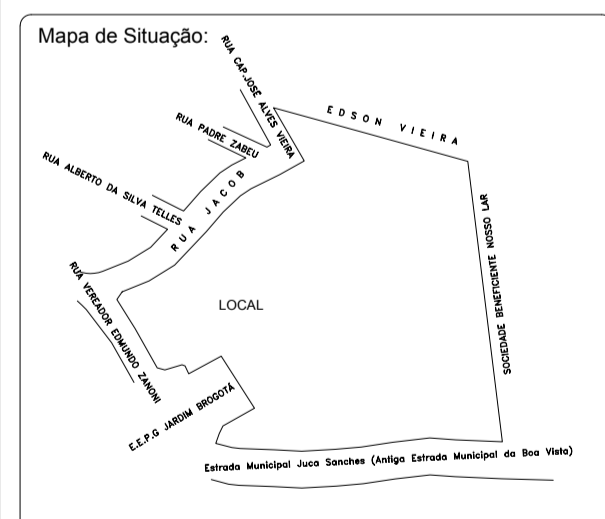 Mapa de Situação:
RUA CAP.JOSE ALVES VIEIRA
EDSON VIEIRA
RUA PADRE ZABEU
RUA ALBERTO DA SILVA TELLES
RUA JACOB
SOCIEDADE BENEFICIENTE NOSSO LAR
RUA VEREADOR EDMUNDO ZANONI
LOCAL
E.E.P.G JARDIM BROGOTÁ
Estrada Municipal Juca Sanches (Antiga Estrada Municipal da Boa Vista)